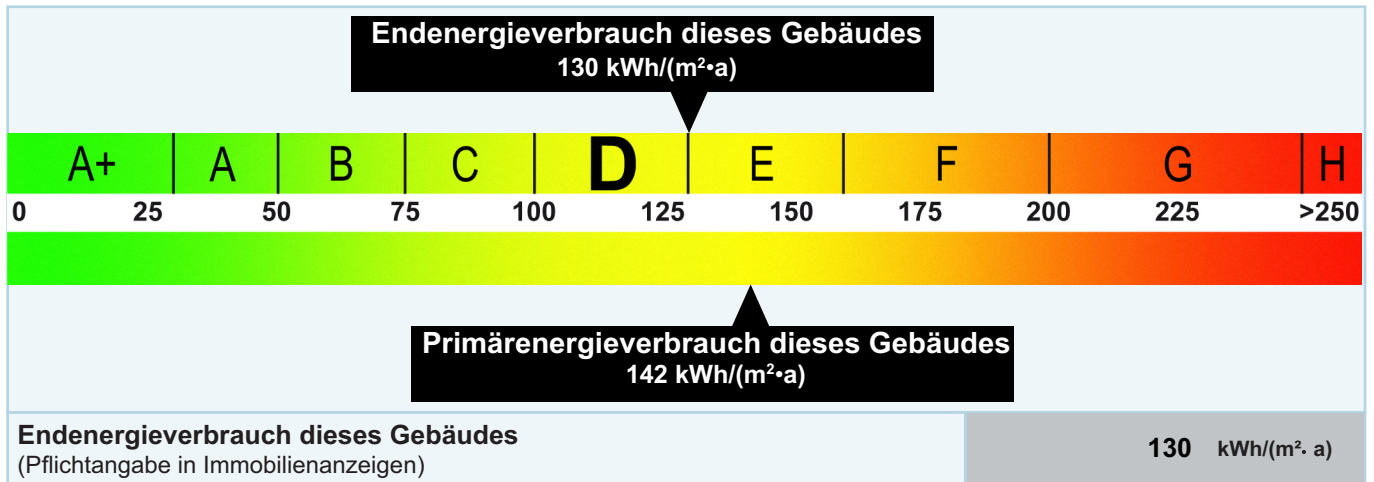 Endenergieverbrauch dieses Gebäudes
130 kWh/(m²•a)
A+ A B C D E F G H
0 25 50 75 100 125 150 175 200 225 >250
Primärenergieverbrauch dieses Gebäudes
142 kWh/(m²•a)
Endenergieverbrauch dieses Gebäudes 130 kWh/(m²· a)
(Pflichtangabe in Immobilienanzeigen)